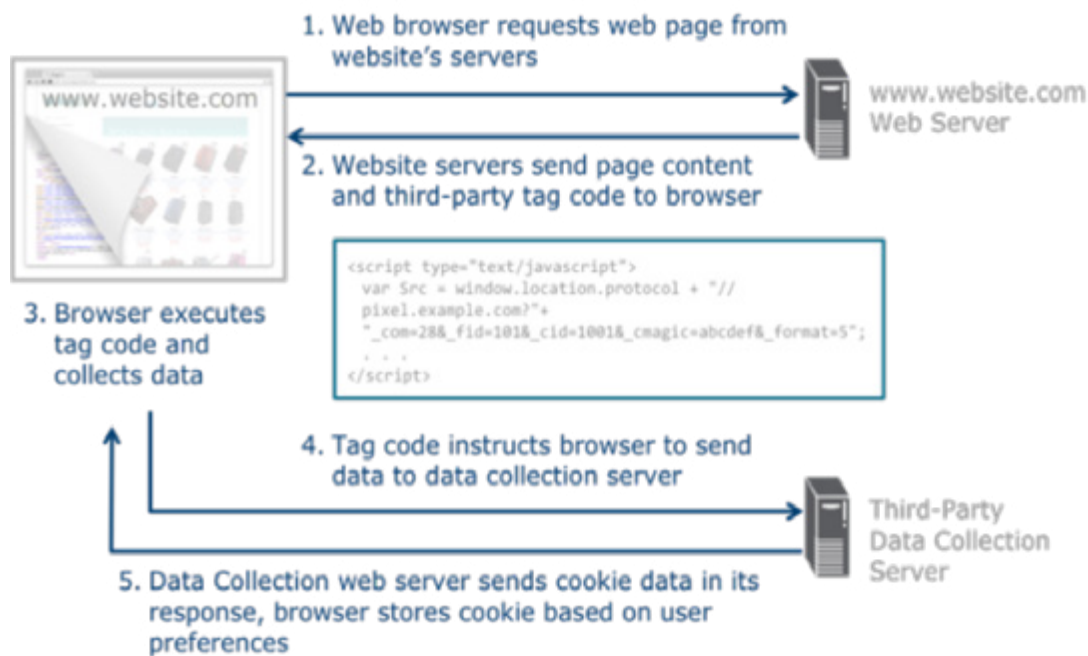 1. Web browser requests web page from
website's servers
www.website.com
www.website.com
Web Server
2. Website servers send page content
and third-party tag code to browser
<script type="text/javascript">
var Src = window.location.protocol + "//
pixel.example.com?"+
"_com=28&_fid=101&_cid=1001&_cmagic=abcdef&_format=5";
. . .
</script>
3. Browser executes
tag code and
collects data
4. Tag code instructs browser to send
data to data collection server
Third-Party
Data Collection
Server
5. Data Collection web server sends cookie data in its
response, browser stores cookie based on user
preferences